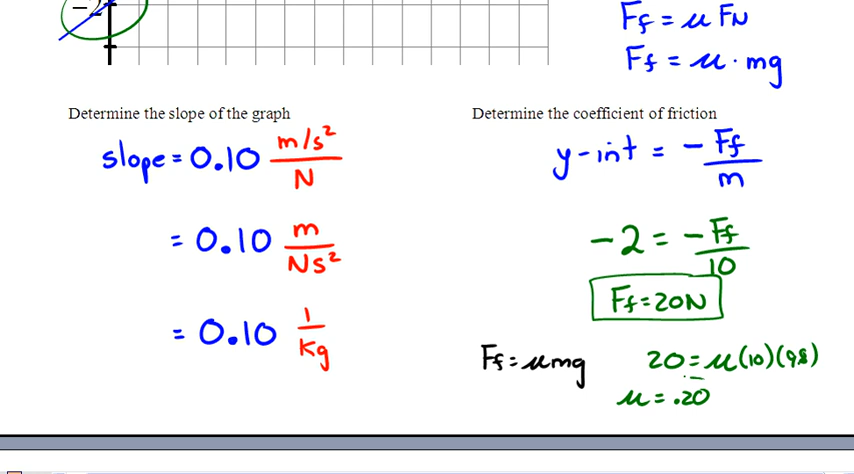 -2
Ff = μ FN
Ff = μ · mg
Determine the slope of the graph
slope = 0.10 m/s² / N
= 0.10 m / Ns²
= 0.10 1 / Kg
Determine the coefficient of friction
y-int = - Ff / m
-2 = - Ff / 10
Ff = 20N
Ff = μmg
20 = μ(10)(9.8)
μ = .20